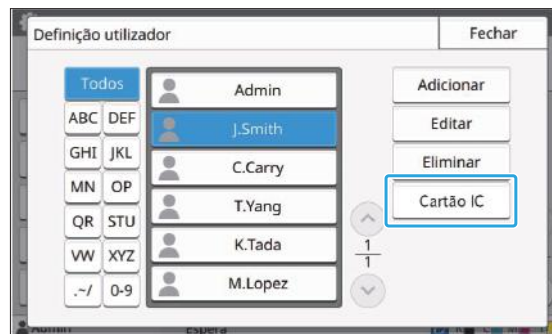 Definição utilizador
Fechar
Todos
ABC DEF
GHI JKL
MN OP
QR STU
VW XYZ
.~/ 0-9
Admin
J.Smith
C.Carry
T.Yang
K.Tada
M.Lopez
1
1
Adicionar
Editar
Eliminar
Cartão IC
Admin
Espera